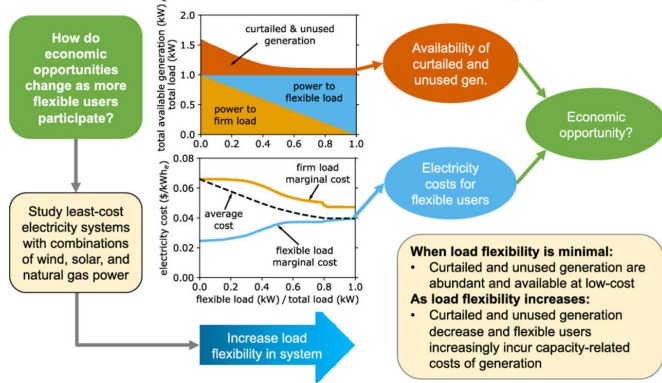 How do
economic
opportunities
change as more
flexible users
participate?
Study least-cost
electricity systems
with combinations
of wind, solar, and
natural gas power
total available generation (kW) /
total load (kW)
2.0
1.5
1.0
0.5
0.0
curtailed & unused
generation
power to
flexible load
power to
firm load
0.0 0.2 0.4 0.6 0.8 1.0
electricity cost ($/kWhe)
0.08
0.06
0.04
0.02
0.00
firm load
marginal cost
average
cost
flexible load
marginal cost
0.0 0.2 0.4 0.6 0.8 1.0
flexible load (kW) / total load (kW)
Increase load
flexibility in system
Availability of
curtailed and
unused gen.
Electricity
costs for
flexible users
Economic
opportunity?
When load flexibility is minimal:
• Curtailed and unused generation are
abundant and available at low-cost
As load flexibility increases:
• Curtailed and unused generation
decrease and flexible users
increasingly incur capacity-related
costs of generation